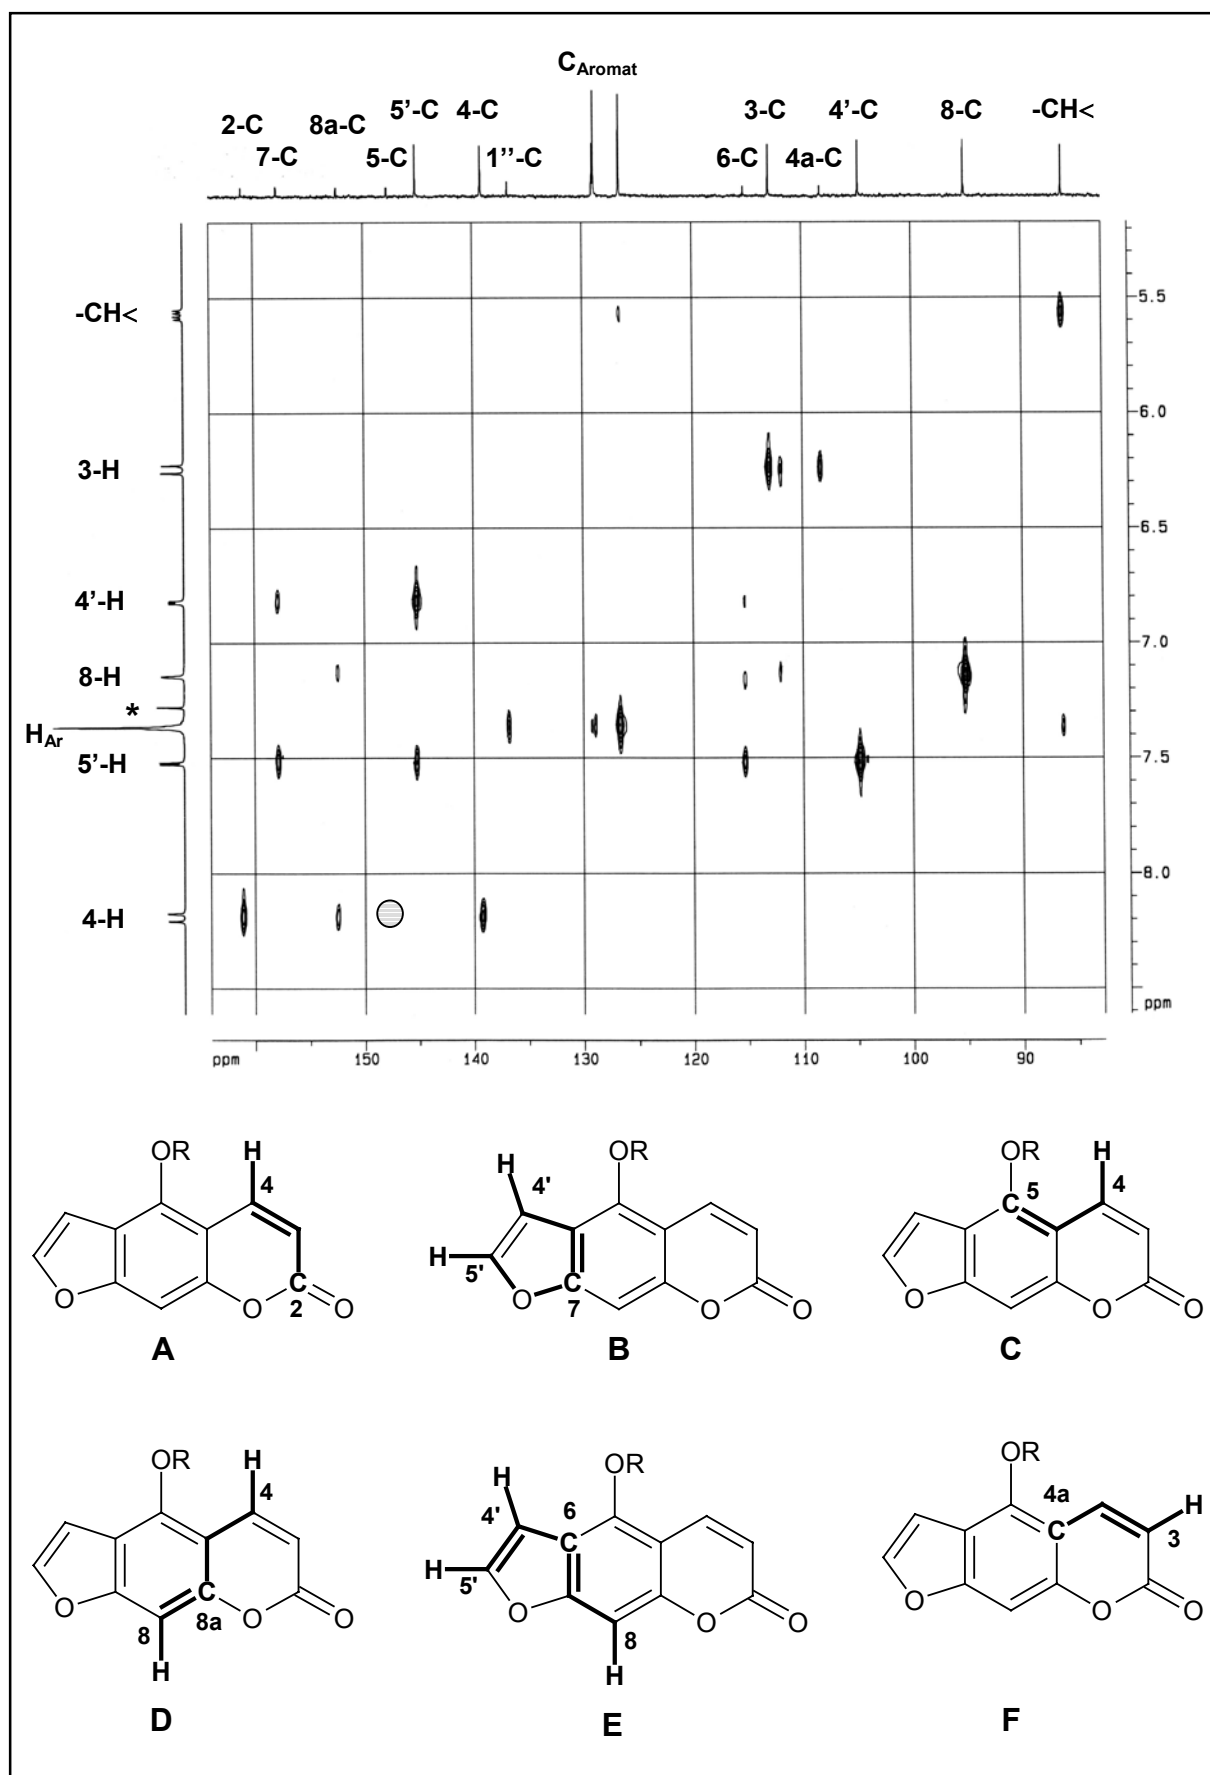 C Aromat
5’-C 4-C 3-C 4’-C 8-C -CH<
2-C 8a-C
7-C 5-C 1’’-C 6-C 4a-C
-CH<
5.5
6.0
3-H
6.5
4’-H
7.0
8-H
*
H Ar
5’-H
7.5
8.0
4-H
ppm
ppm 150 140 130 120 110 100 90
OR H
4
O O
2
A
H OR
4'
H
5'
O 7 O O
B
OR H
5 4
C
O O O
C
OR H
4
C
O O O
8 8a
H
D
H OR
4' 6
C
H
5'
O O O
8
H
E
OR
4a H
C 3
O O O
F